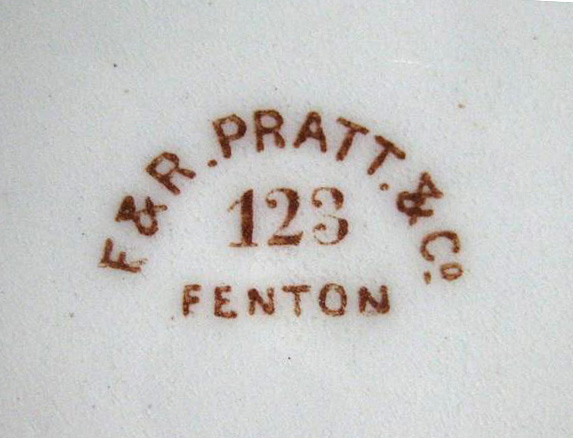 F & R. PRATT. & Co.
123
FENTON